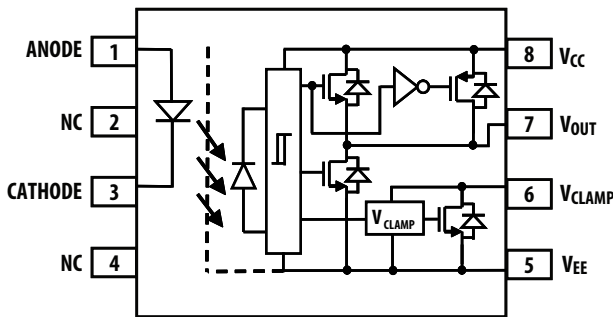 ANODE 1
NC 2
CATHODE 3
NC 4
8 VCC
7 VOUT
6 VCLAMP
5 VEE
VCLAMP